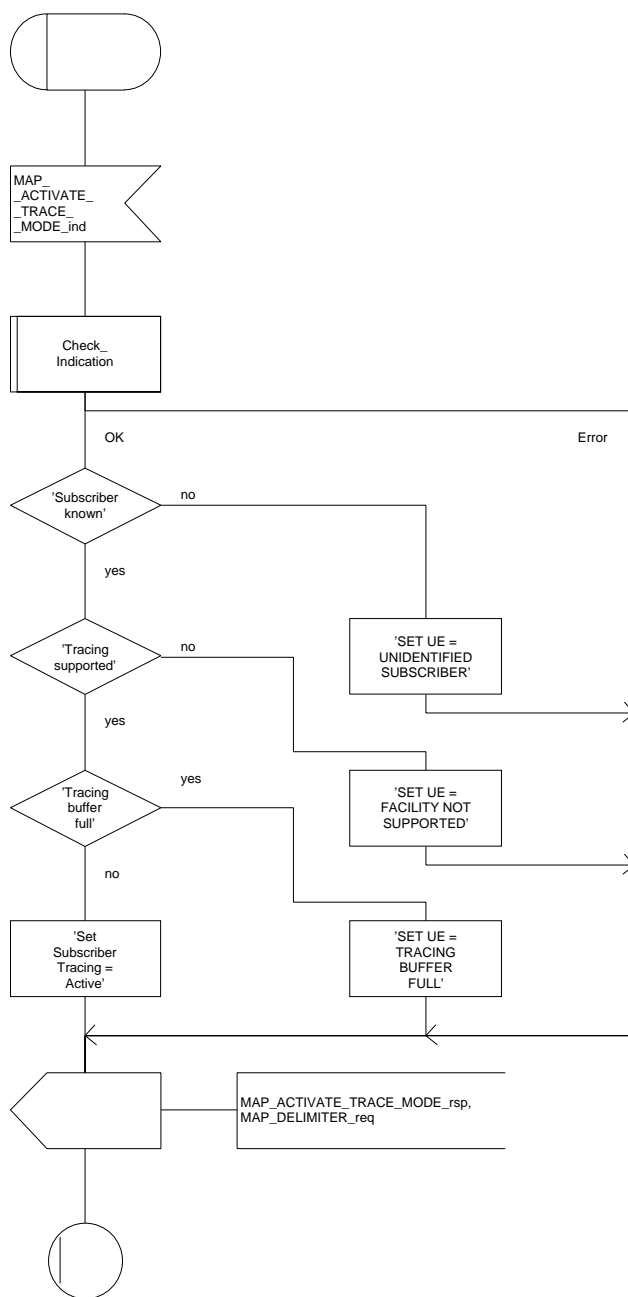 MAP_
_ACTIVATE_
_TRACE_
_MODE_ind
Check_
Indication
OK
Error
'Subscriber
known'
no
yes
'Tracing
supported'
no
'SET UE =
UNIDENTIFIED
SUBSCRIBER'
yes
'Tracing
buffer
full'
yes
'SET UE =
FACILITY NOT
SUPPORTED'
no
'Set
Subscriber
Tracing =
Active'
'SET UE =
TRACING
BUFFER
FULL'
MAP_ACTIVATE_TRACE_MODE_rsp,
MAP_DELIMITER_req